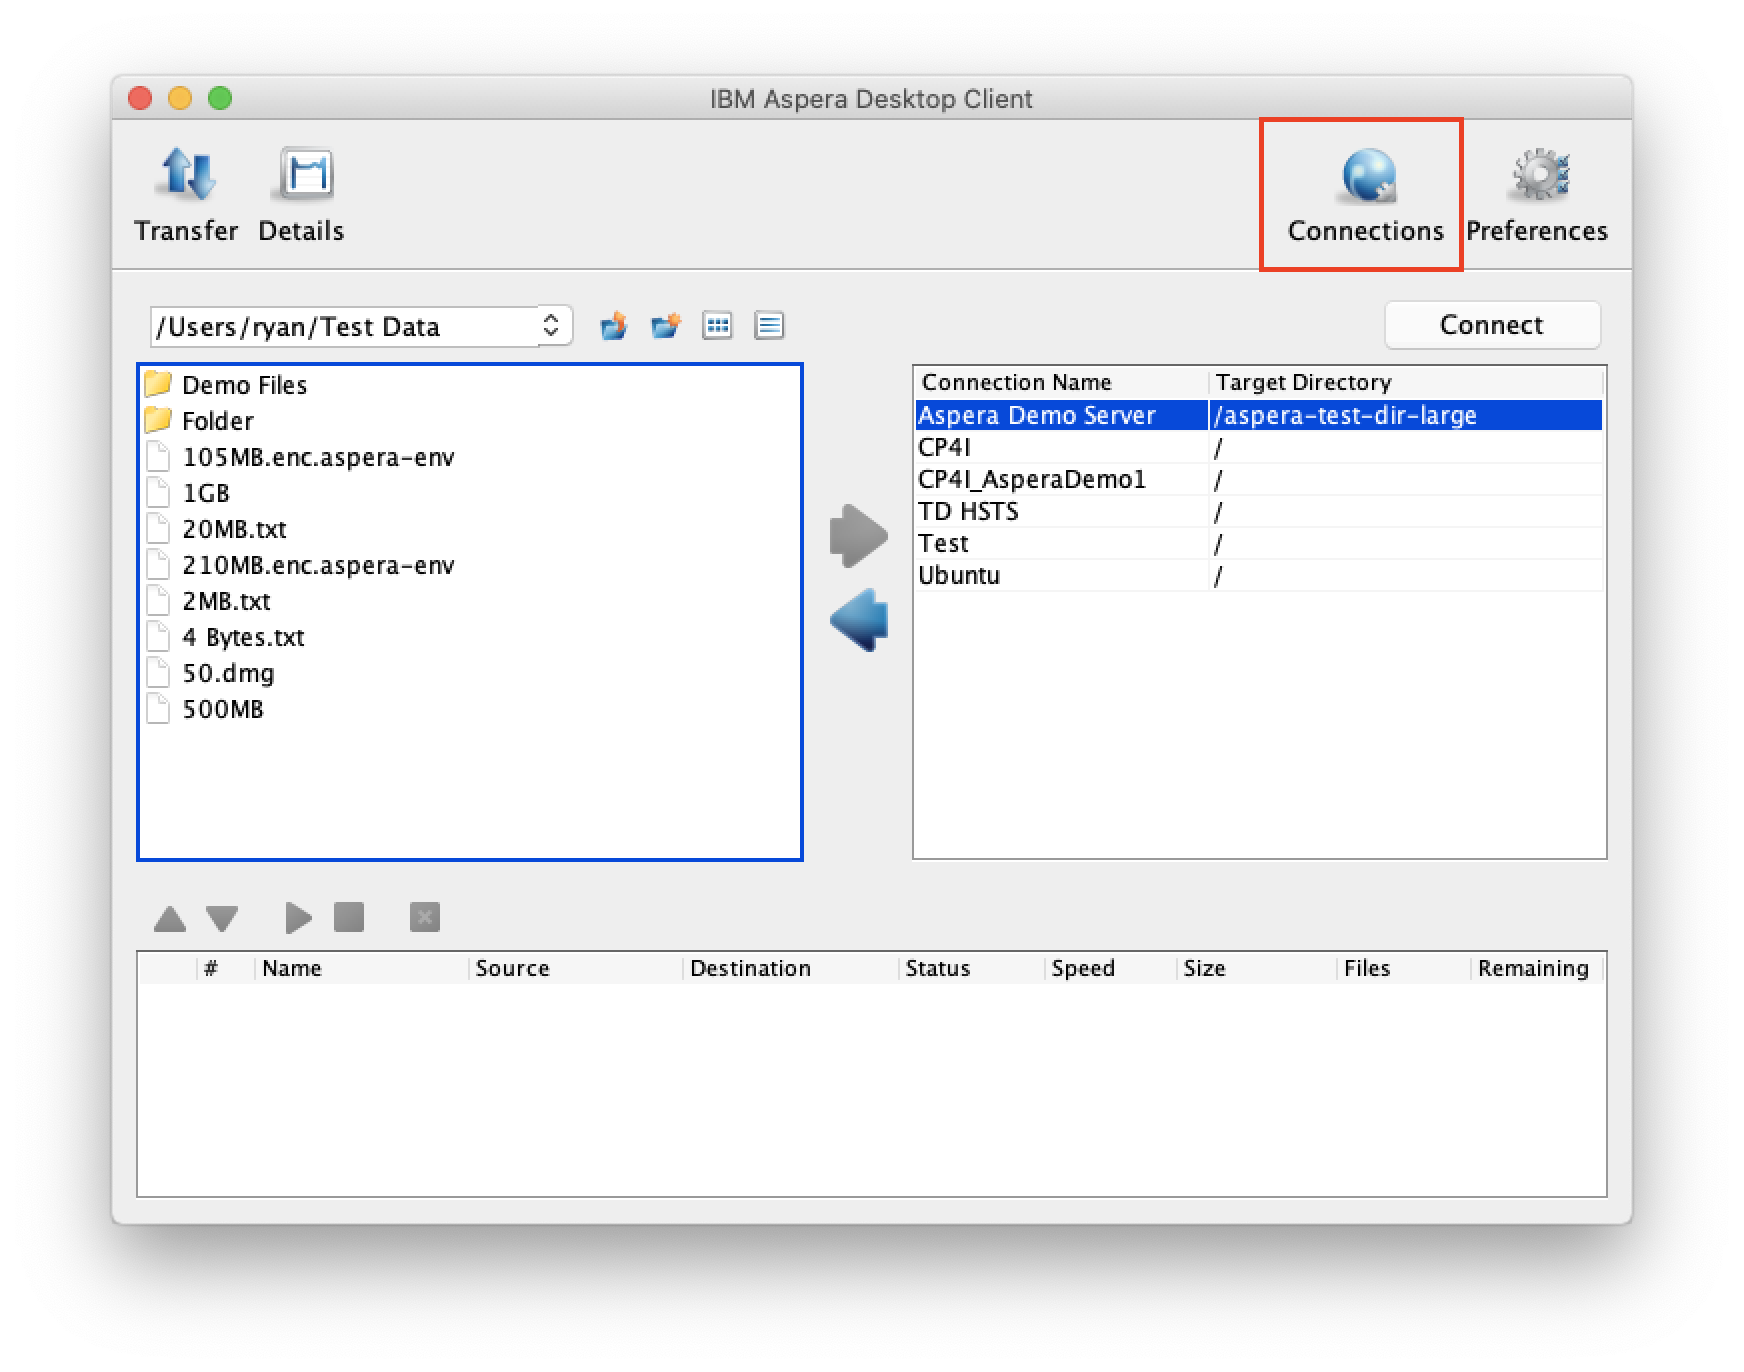 IBM Aspera Desktop Client
Transfer Details Connections Preferences
/Users/ryan/Test Data
Connect
Demo Files
Folder
105MB.enc.aspera-env
1GB
20MB.txt
210MB.enc.aspera-env
2MB.txt
4 Bytes.txt
50.dmg
500MB
Connection Name Target Directory
Aspera Demo Server /aspera-test-dir-large
CP4I /
CP4I_AsperaDemo1 /
TD HSTS /
Test /
Ubuntu /
# Name Source Destination Status Speed Size Files Remaining